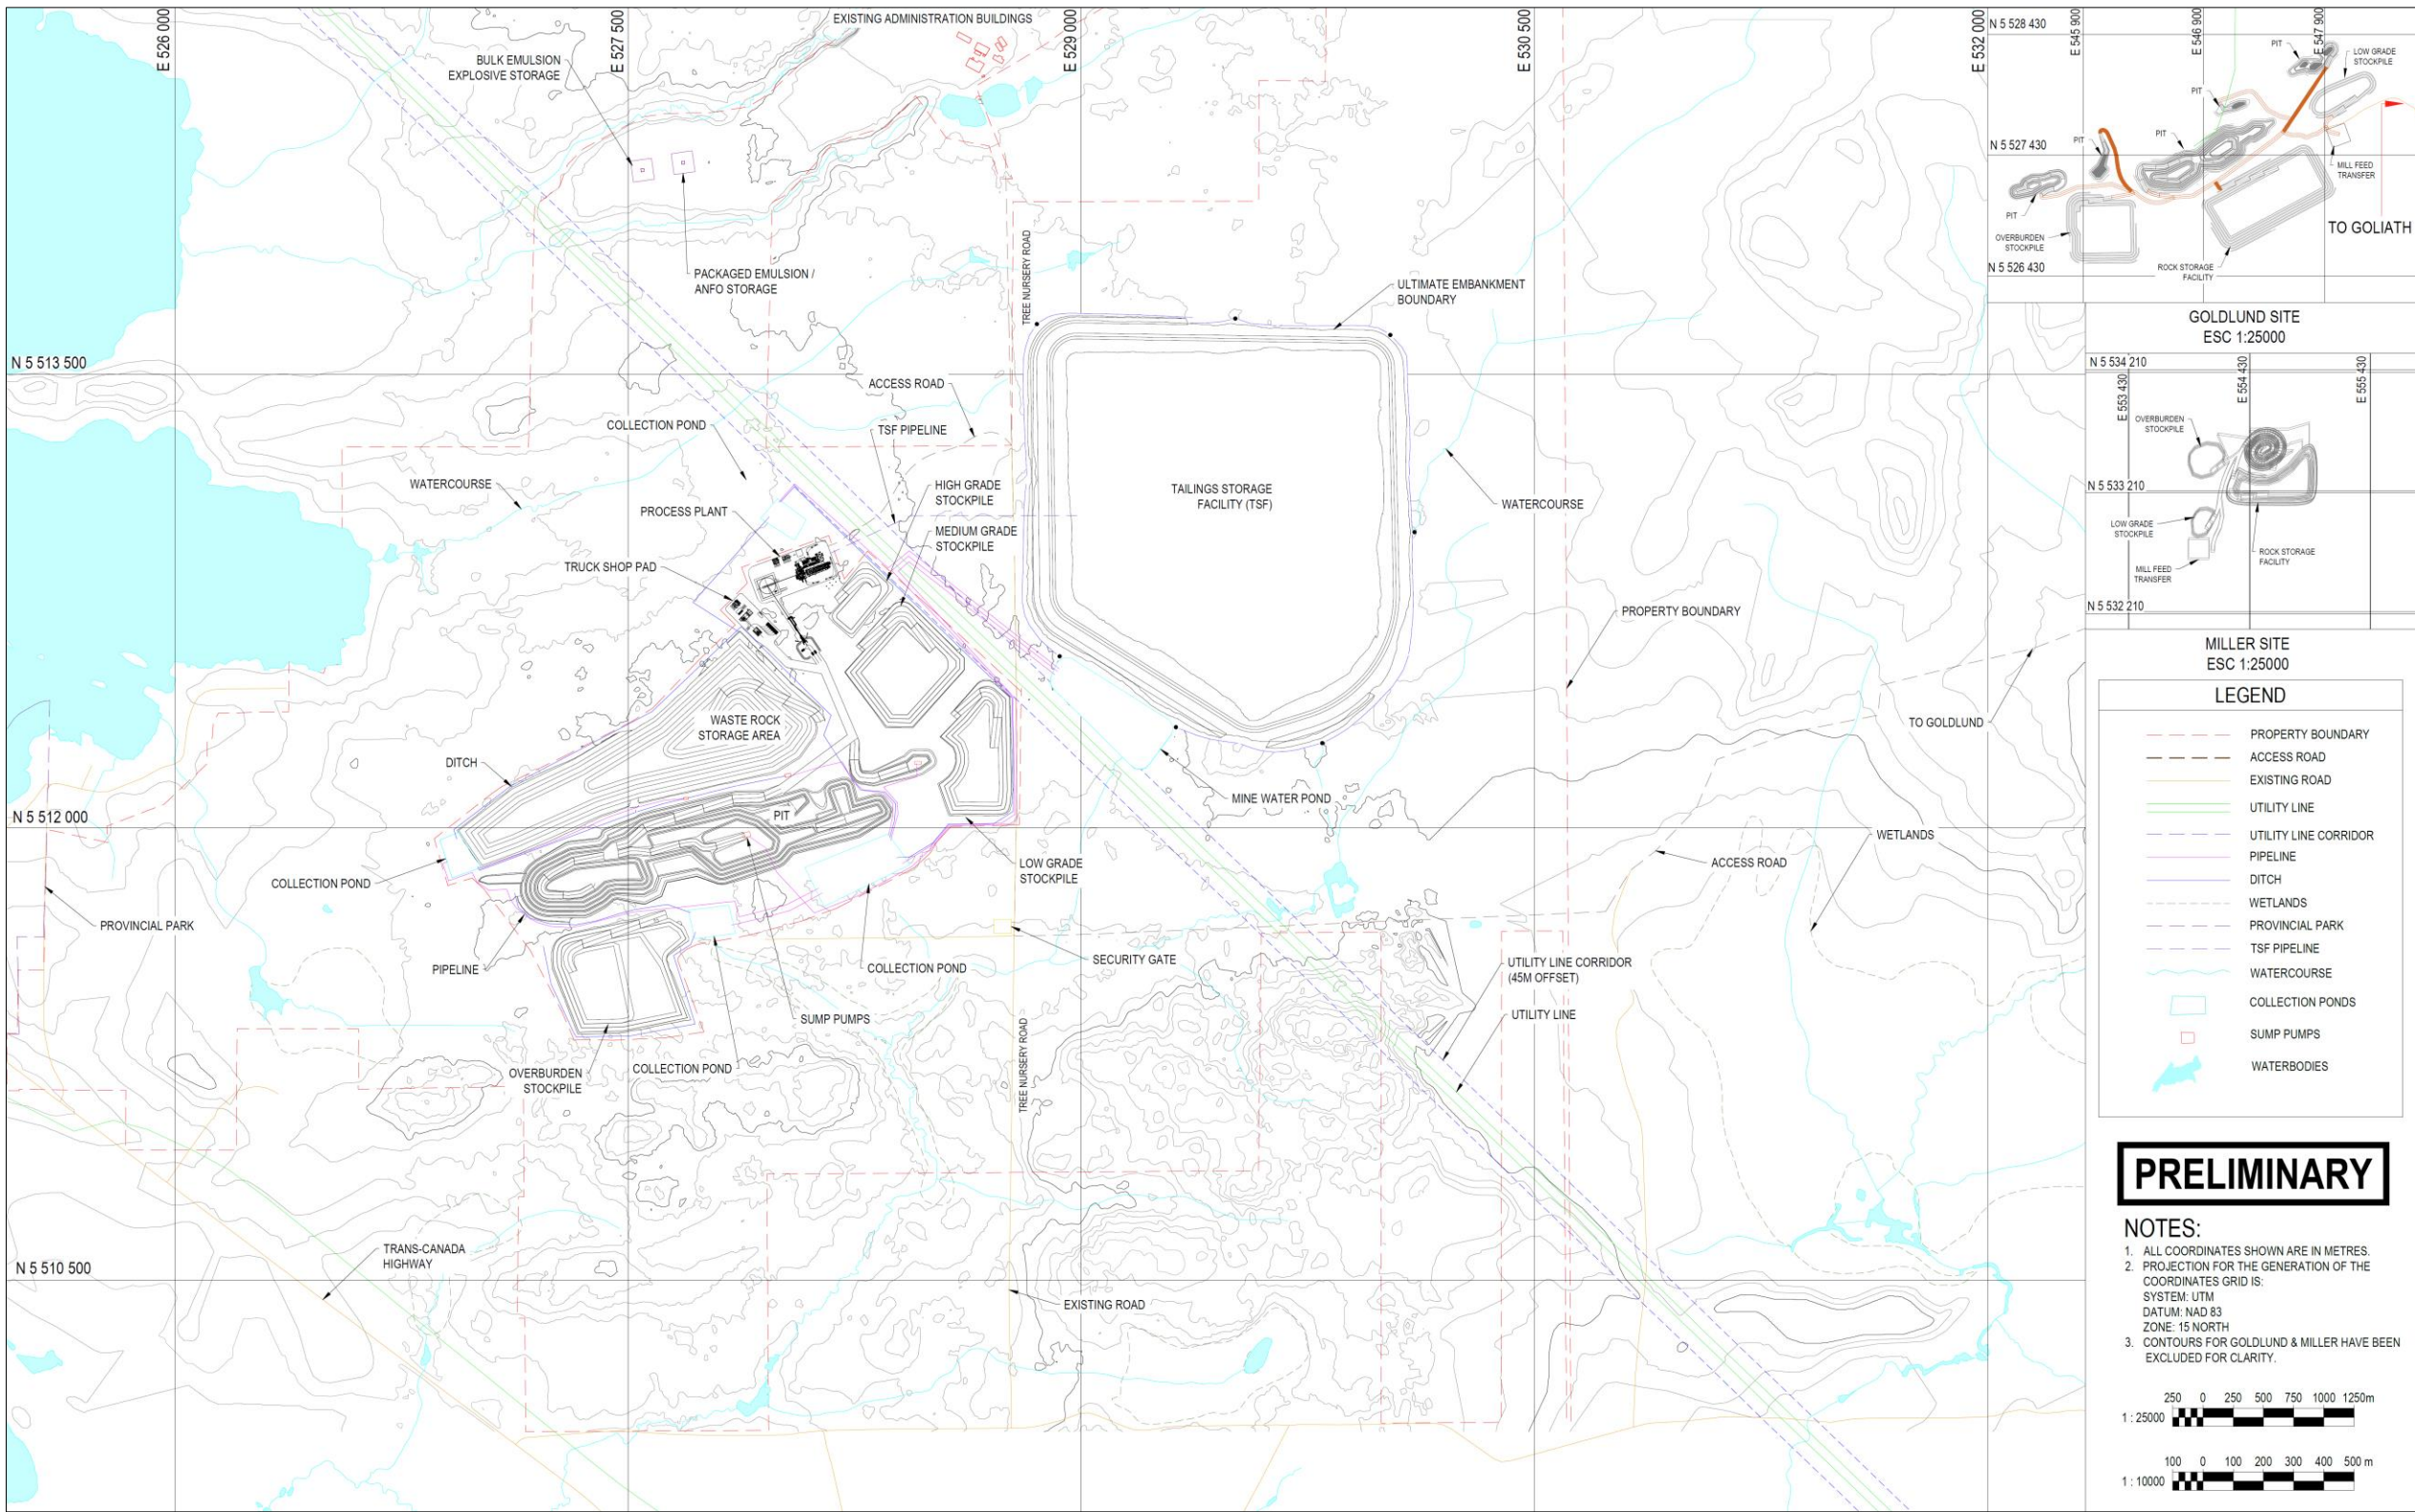 E 526 000
E 527 500
E 529 000
E 530 500
E 532 000
N 5 513 500
N 5 512 000
N 5 510 500
EXISTING ADMINISTRATION BUILDINGS
BULK EMULSION
EXPLOSIVE STORAGE
PACKAGED EMULSION /
ANFO STORAGE
TREE NURSERY ROAD
ULTIMATE EMBANKMENT
BOUNDARY
ACCESS ROAD
COLLECTION POND
TSF PIPELINE
WATERCOURSE
HIGH GRADE
STOCKPILE
PROCESS PLANT
MEDIUM GRADE
STOCKPILE
TAILINGS STORAGE
FACILITY (TSF)
WATERCOURSE
TRUCK SHOP PAD
PROPERTY BOUNDARY
WASTE ROCK
STORAGE AREA
TO GOLDLUND
DITCH
MINE WATER POND
PIT
WETLANDS
LOW GRADE
STOCKPILE
ACCESS ROAD
COLLECTION POND
PROVINCIAL PARK
PIPELINE
COLLECTION POND
SECURITY GATE
UTILITY LINE CORRIDOR
(45M OFFSET)
SUMP PUMPS
UTILITY LINE
OVERBURDEN
STOCKPILE
COLLECTION POND
TREE NURSERY ROAD
TRANS-CANADA
HIGHWAY
EXISTING ROAD
N 5 528 430
E 545 900
E 546 900
E 547 900
PIT
LOW GRADE
STOCKPILE
PIT
N 5 527 430
PIT
PIT
MILL FEED
TRANSFER
PIT
TO GOLIATH
OVERBURDEN
STOCKPILE
N 5 526 430
ROCK STORAGE
FACILITY
GOLDLUND SITE
ESC 1:25000
N 5 534 210
E 553 430
E 554 430
E 555 430
OVERBURDEN
STOCKPILE
N 5 533 210
LOW GRADE
STOCKPILE
ROCK STORAGE
FACILITY
MILL FEED
TRANSFER
N 5 532 210
MILLER SITE
ESC 1:25000
LEGEND
PROPERTY BOUNDARY
ACCESS ROAD
EXISTING ROAD
UTILITY LINE
UTILITY LINE CORRIDOR
PIPELINE
DITCH
WETLANDS
PROVINCIAL PARK
TSF PIPELINE
WATERCOURSE
COLLECTION PONDS
SUMP PUMPS
WATERBODIES
PRELIMINARY
NOTES:
1. ALL COORDINATES SHOWN ARE IN METRES.
2. PROJECTION FOR THE GENERATION OF THE
COORDINATES GRID IS:
SYSTEM: UTM
DATUM: NAD 83
ZONE: 15 NORTH
3. CONTOURS FOR GOLDLUND & MILLER HAVE BEEN
EXCLUDED FOR CLARITY.
250 0 250 500 750 1000 1250m
1 : 25000
100 0 100 200 300 400 500 m
1 : 10000